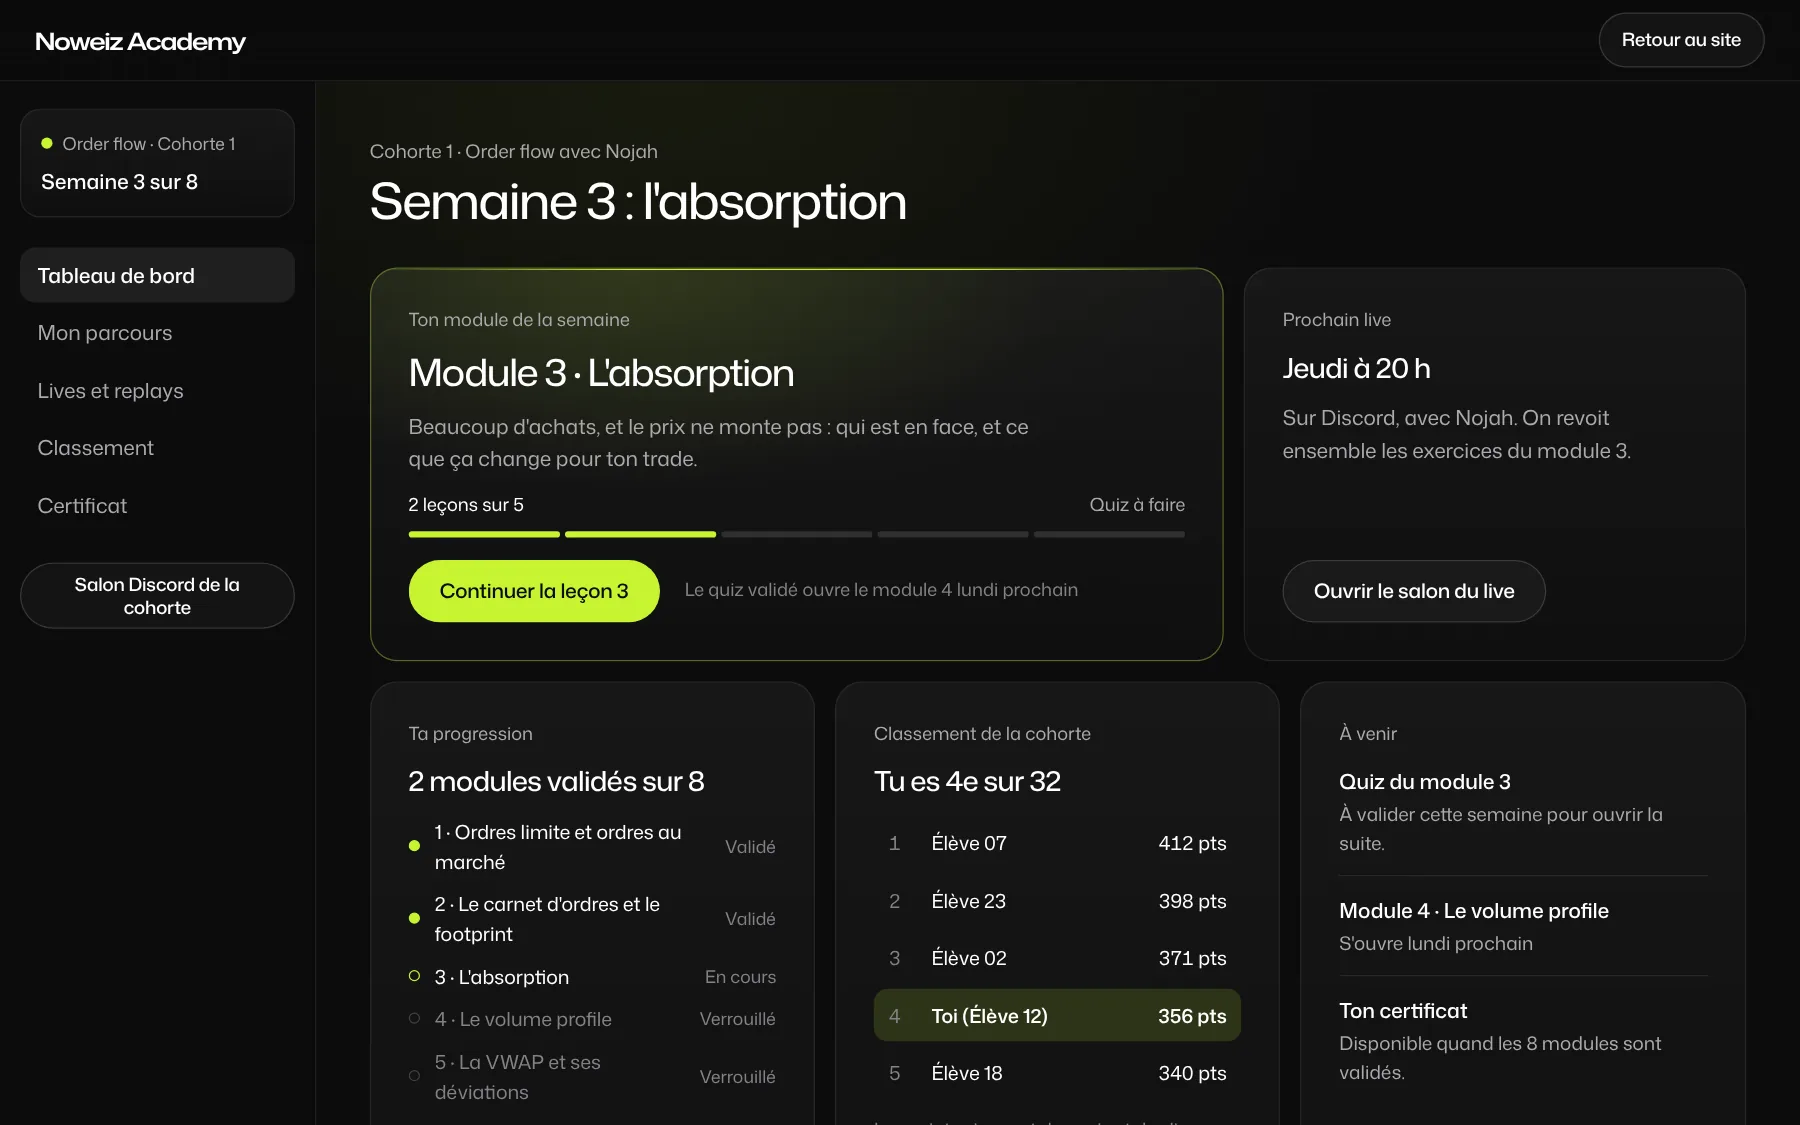 Noweiz Academy
Retour au site
Order flow · Cohorte 1
Semaine 3 sur 8
Tableau de bord
Mon parcours
Lives et replays
Classement
Certificat
Salon Discord de la
cohorte
Cohorte 1 · Order flow avec Nojah
Semaine 3 : l'absorption
Ton module de la semaine
Module 3 · L'absorption
Beaucoup d'achats, et le prix ne monte pas : qui est en face, et ce
que ça change pour ton trade.
2 leçons sur 5
Quiz à faire
Continuer la leçon 3
Le quiz validé ouvre le module 4 lundi prochain
Prochain live
Jeudi à 20 h
Sur Discord, avec Nojah. On revoit
ensemble les exercices du module 3.
Ouvrir le salon du live
Ta progression
2 modules validés sur 8
1 · Ordres limite et ordres au
marché
Validé
2 · Le carnet d'ordres et le
footprint
Validé
3 · L'absorption
En cours
4 · Le volume profile
Verrouillé
5 · La VWAP et ses
déviations
Verrouillé
Classement de la cohorte
Tu es 4e sur 32
1 Élève 07 412 pts
2 Élève 23 398 pts
3 Élève 02 371 pts
4 Toi (Élève 12) 356 pts
5 Élève 18 340 pts
À venir
Quiz du module 3
À valider cette semaine pour ouvrir la
suite.
Module 4 · Le volume profile
S'ouvre lundi prochain
Ton certificat
Disponible quand les 8 modules sont
validés.